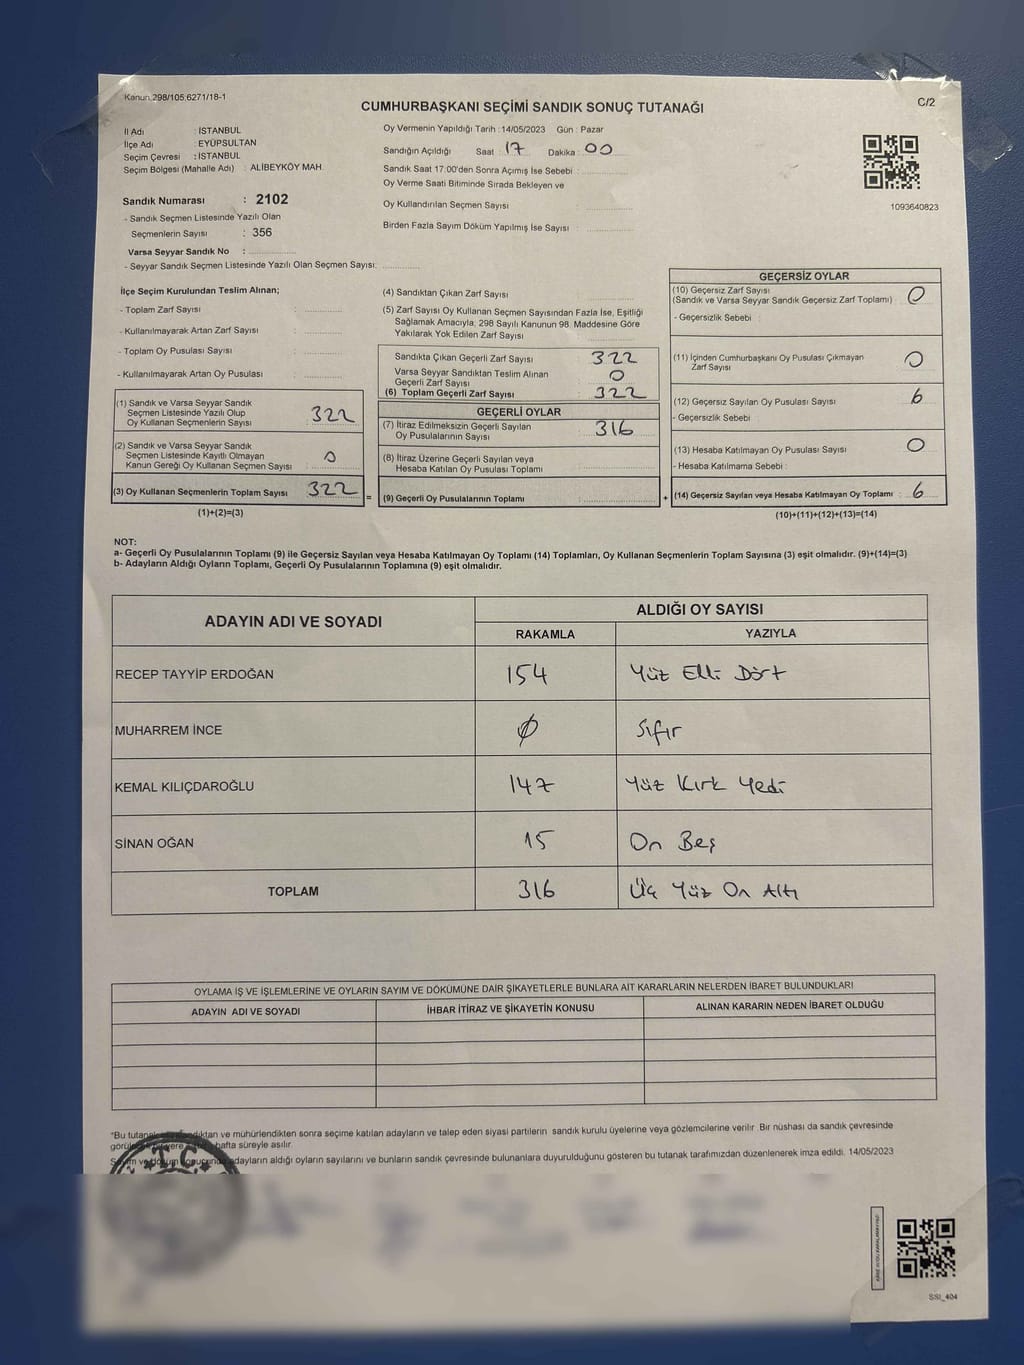 Kanun.298/105.6271/18-1
CUMHURBAŞKANI SEÇİMİ SANDIK SONUÇ TUTANAĞI
C/2
İl Adı : İSTANBUL
İlçe Adı : EYÜPSULTAN
Seçim Çevresi : İSTANBUL
Seçim Bölgesi (Mahalle Adı) : ALİBEYKÖY MAH.
Sandık Numarası : 2102
- Sandık Seçmen Listesinde Yazılı Olan
Seçmenlerin Sayısı : 356
Varsa Seyyar Sandık No :
- Seyyar Sandık Seçmen Listesinde Yazılı Olan Seçmen Sayısı:
Oy Vermenin Yapıldığı Tarih :14/05/2023 Gün : Pazar
Sandığın Açıldığı Saat 17 Dakika 00
Sandık Saat 17:00'den Sonra Açımış İse Sebebi :
Oy Verme Saati Bitiminde Sırada Bekleyen ve
Oy Kullandırılan Seçmen Sayısı
Birden Fazla Sayım Döküm Yapılmış İse Sayısı :
1093640823
İlçe Seçim Kurulundan Teslim Alınan;
- Toplam Zarf Sayısı :
- Kullanılmayarak Artan Zarf Sayısı :
- Toplam Oy Pusulası Sayısı :
- Kullanılmayarak Artan Oy Pusulası :
(1) Sandık ve Varsa Seyyar Sandık
Seçmen Listesinde Yazılı Olup
Oy Kullanan Seçmenlerin Sayısı 322
(2) Sandık ve Varsa Seyyar Sandık
Seçmen Listesinde Kayıtlı Olmayan
Kanun Gereği Oy Kullanan Seçmen Sayısı 0
(3) Oy Kullanan Seçmenlerin Toplam Sayısı 322
(1)+(2)=(3)
=
(4) Sandıktan Çıkan Zarf Sayısı
(5) Zarf Sayısı Oy Kullanan Seçmen Sayısından Fazla İse, Eşitliği
Sağlamak Amacıyla; 298 Sayılı Kanunun 98. Maddesine Göre
Yakılarak Yok Edilen Zarf Sayısı
Sandıkta Çıkan Geçerli Zarf Sayısı 322
Varsa Seyyar Sandıktan Teslim Alınan
Geçerli Zarf Sayısı 0
(6) Toplam Geçerli Zarf Sayısı 322
GEÇERLİ OYLAR
(7) İtiraz Edilmeksizin Geçerli Sayılan
Oy Pusulalarının Sayısı 316
(8) İtiraz Üzerine Geçerli Sayılan veya
Hesaba Katılan Oy Pusulası Toplamı
(9) Geçerli Oy Pusulalarının Toplamı :
+
GEÇERSİZ OYLAR
(10) Geçersiz Zarf Sayısı
(Sandık ve Varsa Seyyar Sandık Geçersiz Zarf Toplamı) 0
- Geçersizlik Sebebi :
(11) İçinden Cumhurbaşkanı Oy Pusulası Çıkmayan
Zarf Sayısı 0
(12) Geçersiz Sayılan Oy Pusulası Sayısı 6
- Geçersizlik Sebebi
(13) Hesaba Katılmayan Oy Pusulası Sayısı 0
- Hesaba Katılmama Sebebi :
(14) Geçersiz Sayılan veya Hesaba Katılmayan Oy Toplamı : 6
(10)+(11)+(12)+(13)=(14)
NOT:
a- Geçerli Oy Pusulalarının Toplamı (9) ile Geçersiz Sayılan veya Hesaba Katılmayan Oy Toplamı (14) Toplamları, Oy Kullanan Seçmenlerin Toplam Sayısına (3) eşit olmalıdır. (9)+(14)=(3)
b- Adayların Aldığı Oyların Toplamı, Geçerli Oy Pusulalarının Toplamına (9) eşit olmalıdır.
ADAYIN ADI VE SOYADI
ALDIĞI OY SAYISI
RAKAMLA YAZIYLA
RECEP TAYYİP ERDOĞAN 154 Yüz Elli Dört
MUHARREM İNCE 0 Sıfır
KEMAL KILIÇDAROĞLU 147 Yüz Kırk Yedi
SİNAN OĞAN 15 On Beş
TOPLAM 316 Üç Yüz On Altı
OYLAMA İŞ VE İŞLEMLERİNE VE OYLARIN SAYIM VE DÖKÜMÜNE DAİR ŞİKAYETLERLE BUNLARA AİT KARARLARIN NELERDEN İBARET BULUNDUKLARI
ADAYIN ADI VE SOYADI İHBAR İTİRAZ VE ŞİKAYETİN KONUSU ALINAN KARARIN NEDEN İBARET OLDUĞU
*Bu tutanak ve mühürlendikten sonra seçime katılan adayların ve talep eden siyasi partilerin sandık kurulu üyelerine veya gözlemcilerine verilir. Bir nüshası da sandık çevresinde
hafta süreyle asılır.
Sayım ve döküm sonucunda adayların aldığı oyların sayılarını ve bunların sandık çevresinde bulunanlara duyurulduğunu gösteren bu tutanak tarafımızdan düzenlenerek imza edildi. 14/05/2023
T.C.
SSI_404